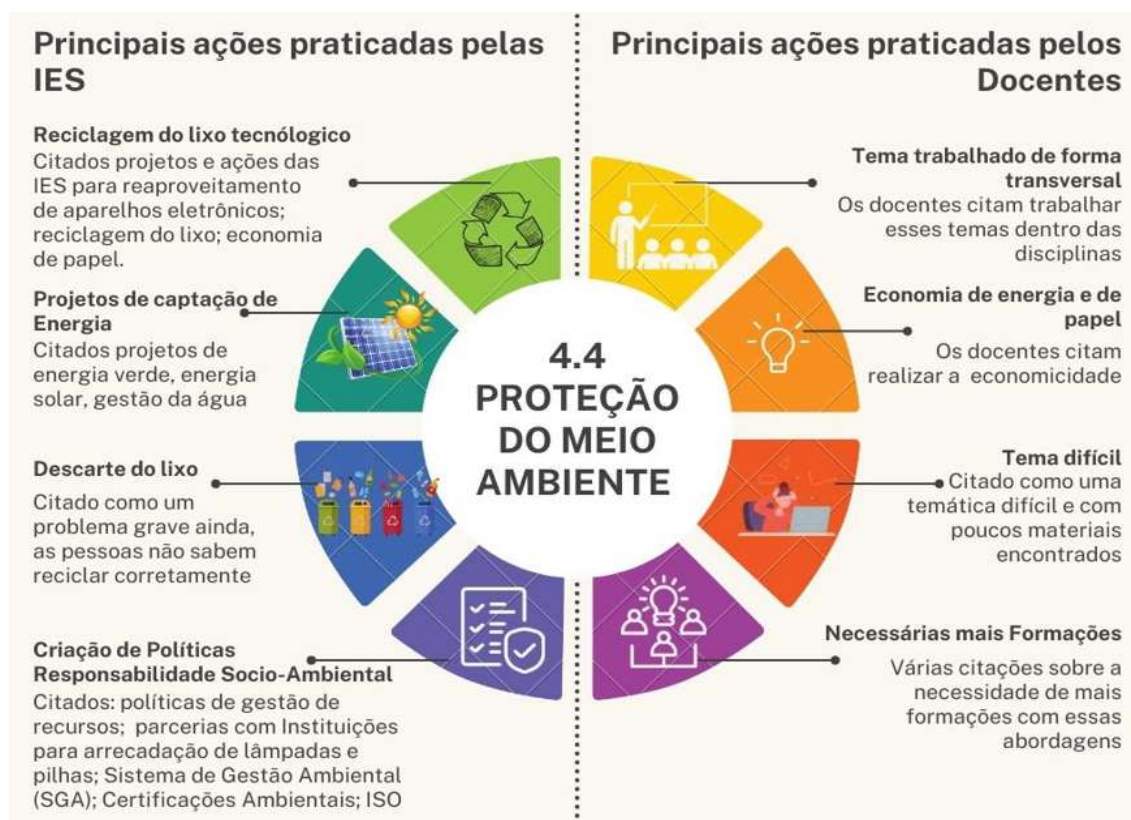 Principais ações praticadas pelas
IES
Reciclagem do lixo tecnólogico
Citados projetos e ações das
IES para reaproveitamento
de aparelhos eletrônicos;
reciclagem do lixo; economia
de papel.
Projetos de captação de
Energia
Citados projetos de
energia verde, energia
solar, gestão da água
Descarte do lixo
Citado como um
problema grave ainda,
as pessoas não sabem
reciclar corretamente
Criação de Políticas
Responsabilidade Socio-Ambiental
Citados: políticas de gestão de
recursos; parcerias com Instituições
para arrecadação de lâmpadas e
pilhas; Sistema de Gestão Ambiental
(SGA); Certificações Ambientais; ISO
4.4
PROTEÇÃO
DO MEIO
AMBIENTE
Principais ações praticadas pelos
Docentes
Tema trabalhado de forma
transversal
Os docentes citam trabalhar
esses temas dentro das
disciplinas
Economia de energia e de
papel
Os docentes citam
realizar a economicidade
Tema difícil
Citado como uma
temática difícil e com
poucos materiais
encontrados
Necessárias mais Formações
Várias citações sobre a
necessidade de mais
formações com essas
abordagens